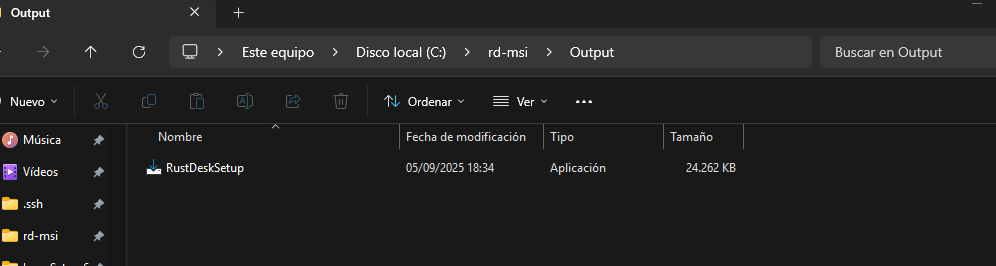 Output
Este equipo > Disco local (C:) > rd-msi > Output
Buscar en Output
Nuevo
Ordenar
Ver
Nombre
Fecha de modificación
Tipo
Tamaño
Música
RustDeskSetup
05/09/2025 18:34
Aplicación
24.262 KB
Vídeos
.ssh
rd-msi